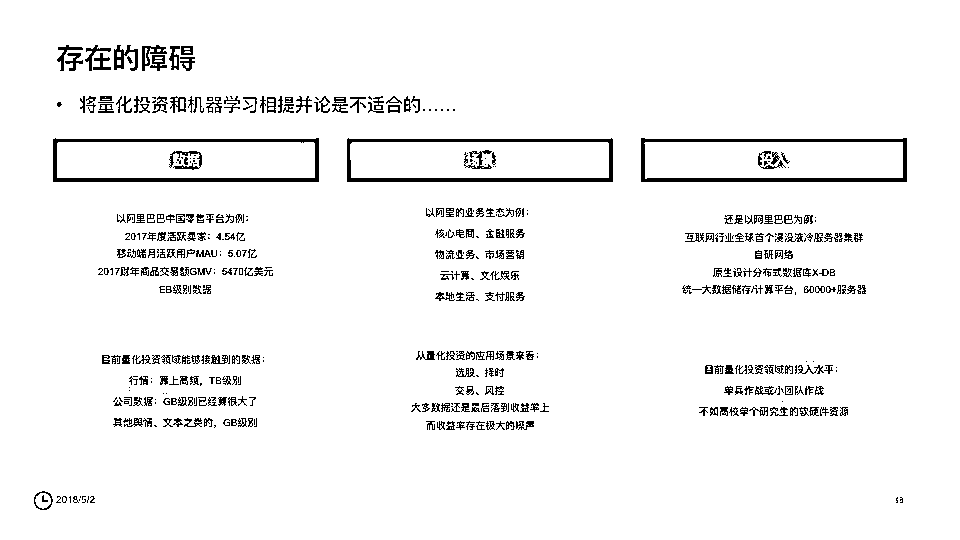 存在的障碍
• 将量化投资和机器学习相提并论是不适合的……
数据
以阿里巴巴中国零售平台为例：
2017年度活跃卖家：4.54亿
移动端月活跃用户MAU：5.07亿
2017财年商品交易额GMV：5470亿美元
EB级别数据
目前量化投资领域能够接触到的数据：
行情：算上高频，TB级别
公司数据：GB级别已经算很大了
其他舆情、文本之类的，GB级别
场景
以阿里的业务生态为例：
核心电商、金融服务
物流业务、市场营销
云计算、文化娱乐
本地生活、支付服务
从量化投资的应用场景来看：
选股、择时
交易、风控
大多数据还是最后落到收益率上
而收益率存在极大的噪声
投入
还是以阿里巴巴为例：
互联网行业全球首个浸没液冷服务器集群
自研网络
原生设计分布式数据库X-DB
统一大数据储存/计算平台，60000+服务器
目前量化投资领域的投入水平：
单兵作战或小团队作战
不如高校单个研究生的软硬件资源
2018/5/2